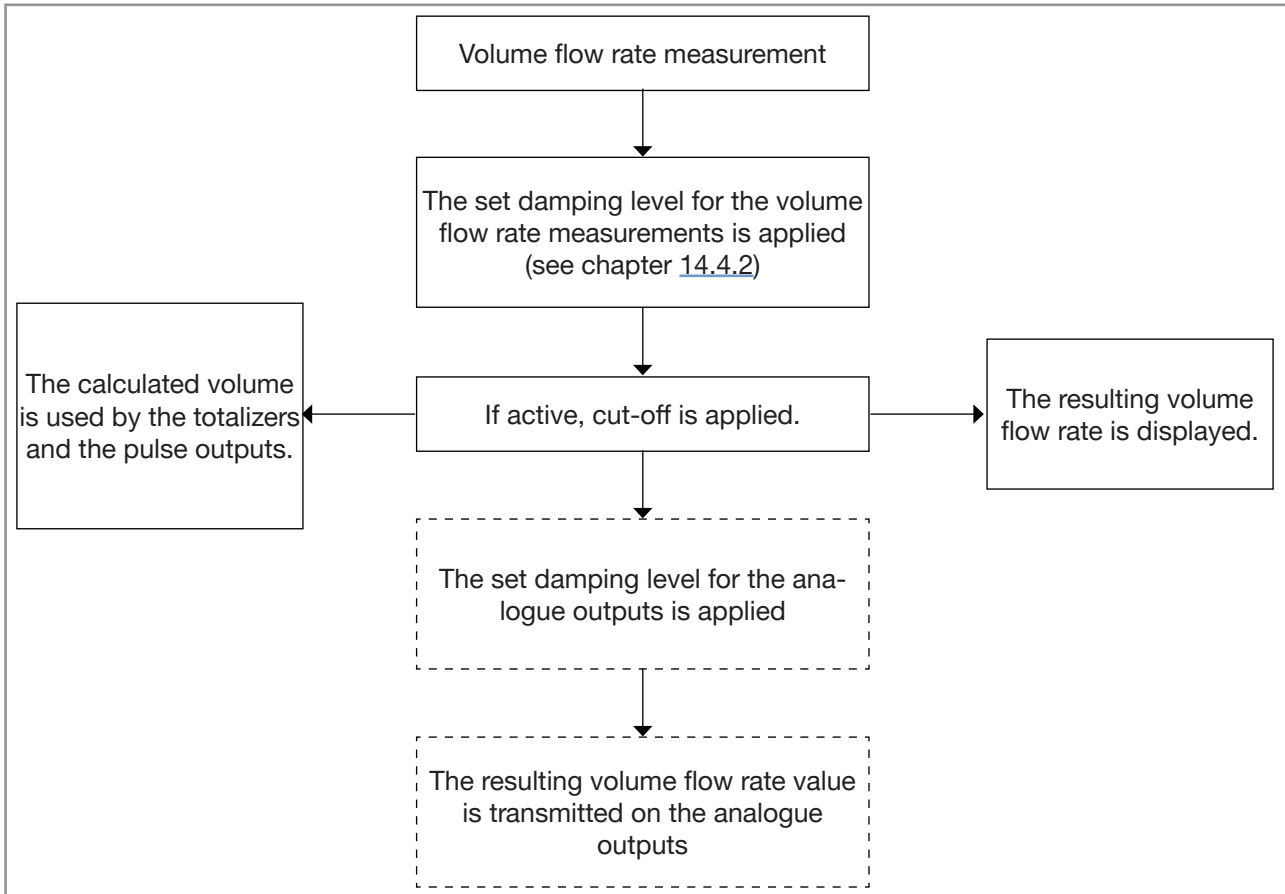 Volume flow rate measurement
The set damping level for the volume
flow rate measurements is applied
(see chapter 14.4.2)
The calculated volume
is used by the totalizers
and the pulse outputs.
If active, cut-off is applied.
The resulting volume
flow rate is displayed.
The set damping level for the ana-
logue outputs is applied
The resulting volume flow rate value
is transmitted on the analogue
outputs